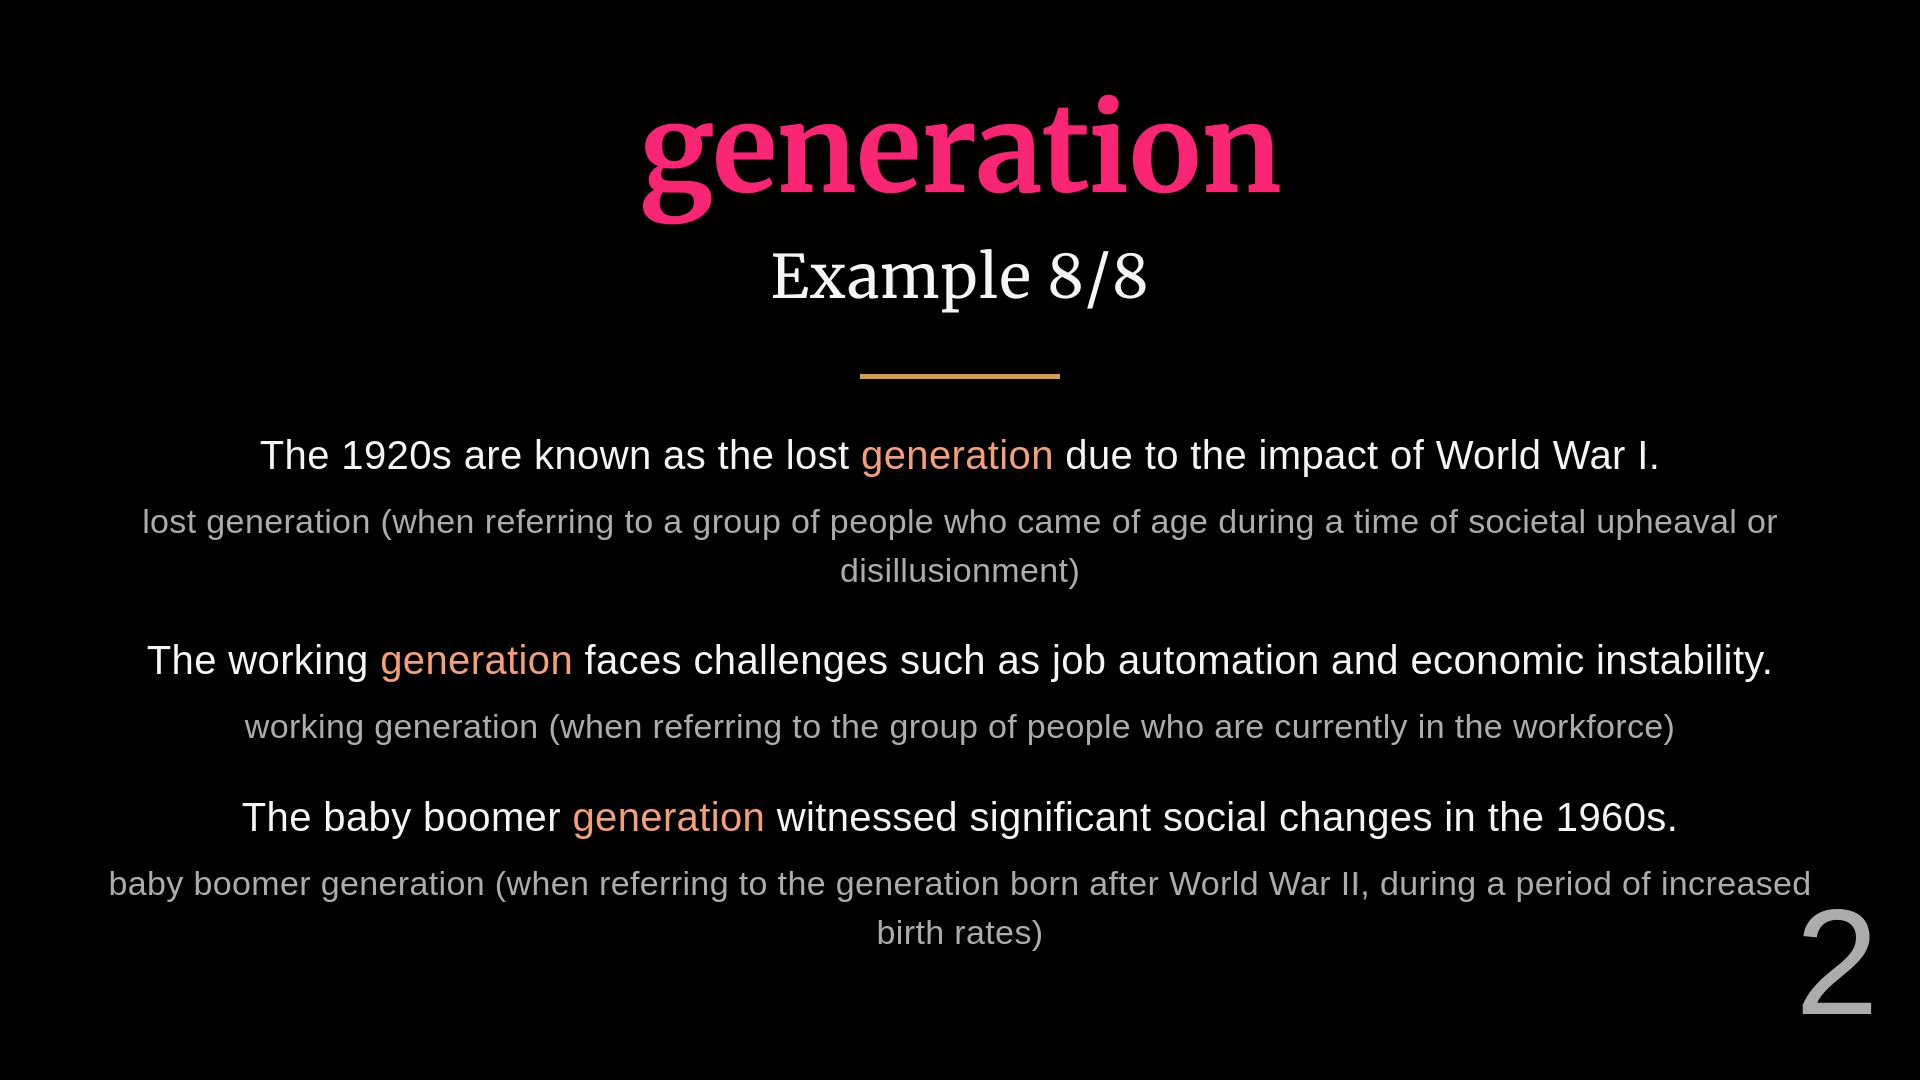 generation
Example 8/8
The 1920s are known as the lost generation due to the impact of World War I.
lost generation (when referring to a group of people who came of age during a time of societal upheaval or
disillusionment)
The working generation faces challenges such as job automation and economic instability.
working generation (when referring to the group of people who are currently in the workforce)
The baby boomer generation witnessed significant social changes in the 1960s.
baby boomer generation (when referring to the generation born after World War II, during a period of increased
birth rates)
2